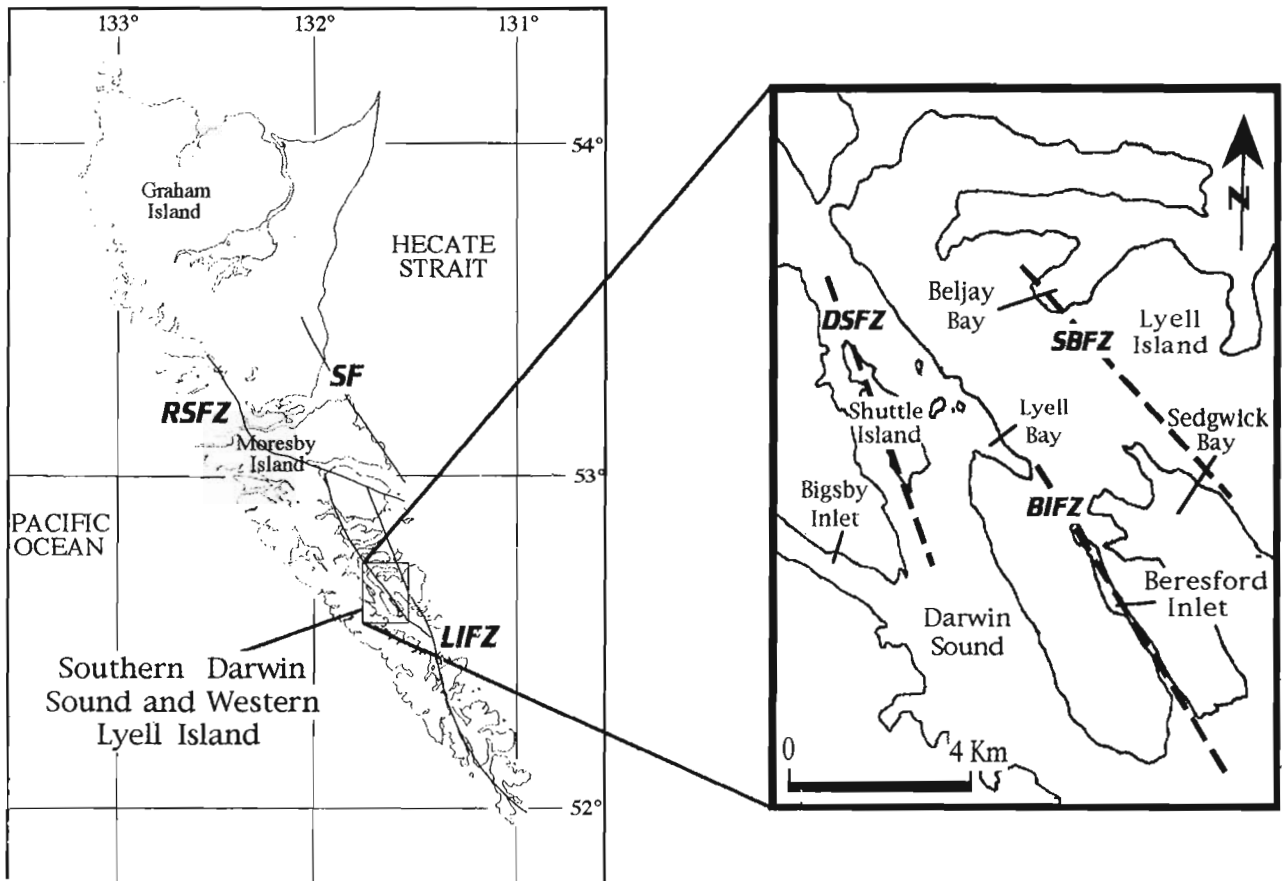 133°
132°
131°
54°
Graham
Island
HECATE
STRAIT
SF
RSFZ
Moresby
Island
53°
PACIFIC
OCEAN
LIFZ
Southern Darwin
Sound and Western
Lyell Island
52°
N
Beljay
Bay
DSFZ
SBFZ
Lyell
Island
Shuttle
Island
Lyell
Bay
Sedgwick
Bay
Bigsby
Inlet
BIFZ
Beresford
Inlet
Darwin
Sound
0
4 Km